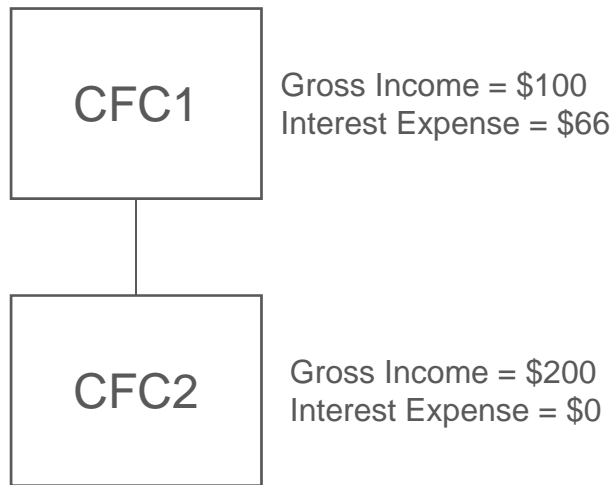 CFC1
Gross Income = $100
Interest Expense = $66
CFC2
Gross Income = $200
Interest Expense = $0